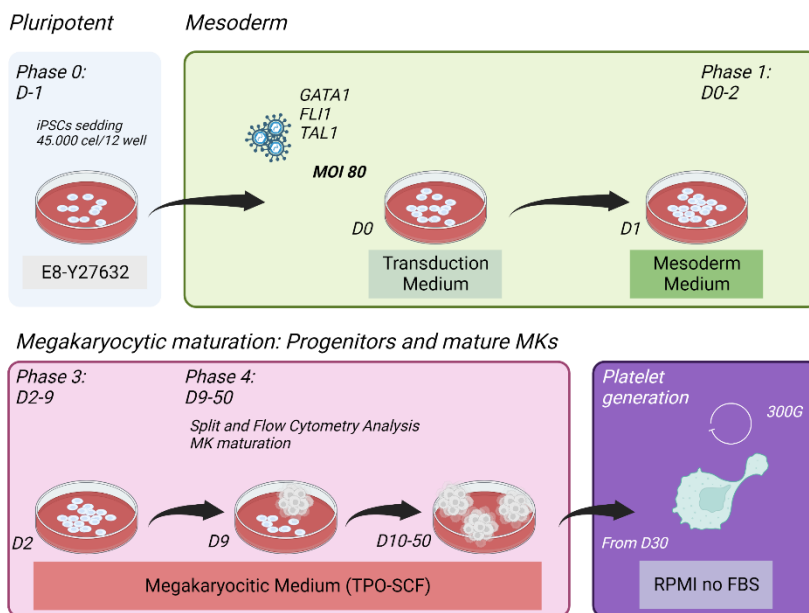 Pluripotent
Mesoderm
Phase 0:
D-1
iPSCs sedding
45.000 cel/12 well
E8-Y27632
GATA1
FLI1
TAL1
MOI 80
D0
Transduction
Medium
Phase 1:
D0-2
D1
Mesoderm
Medium
Megakaryocytic maturation: Progenitors and mature MKs
Phase 3:
D2-9
Phase 4:
D9-50
Split and Flow Cytometry Analysis
MK maturation
D2
D9
D10-50
Megakaryocitic Medium (TPO-SCF)
Platelet
generation
300G
From D30
RPMI no FBS